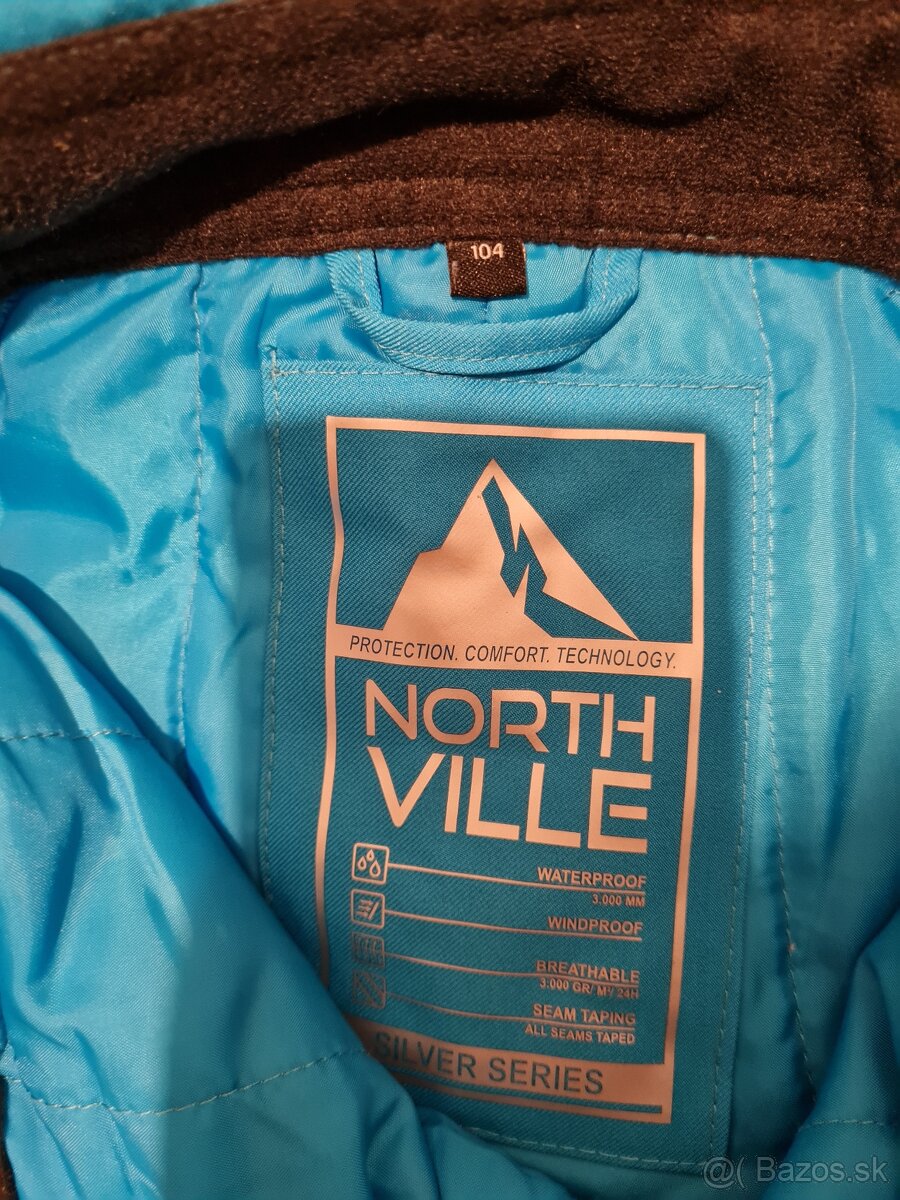 104
PROTECTION. COMFORT. TECHNOLOGY.
NORTH
VILLE
WATERPROOF
3.000 MM
WINDPROOF
BREATHABLE
3.000 GR/ M²/ 24H
SEAM TAPING
ALL SEAMS TAPED
SILVER SERIES
@( Bazos.sk